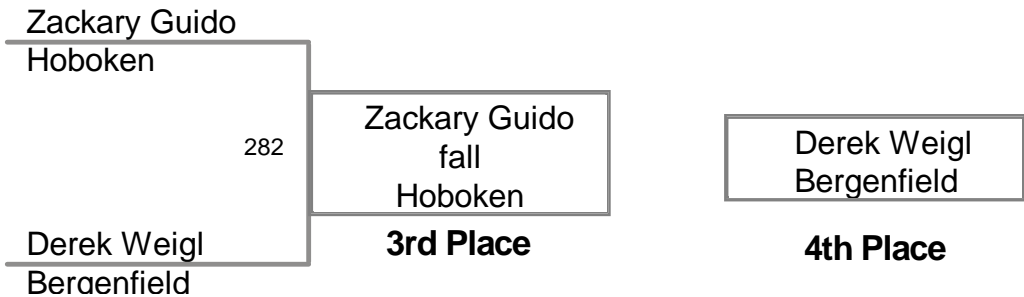 Zackary Guido
Hoboken
282
Zackary Guido
fall
Hoboken
3rd Place
Derek Weigl
Bergenfield
Derek Weigl
Bergenfield
4th Place